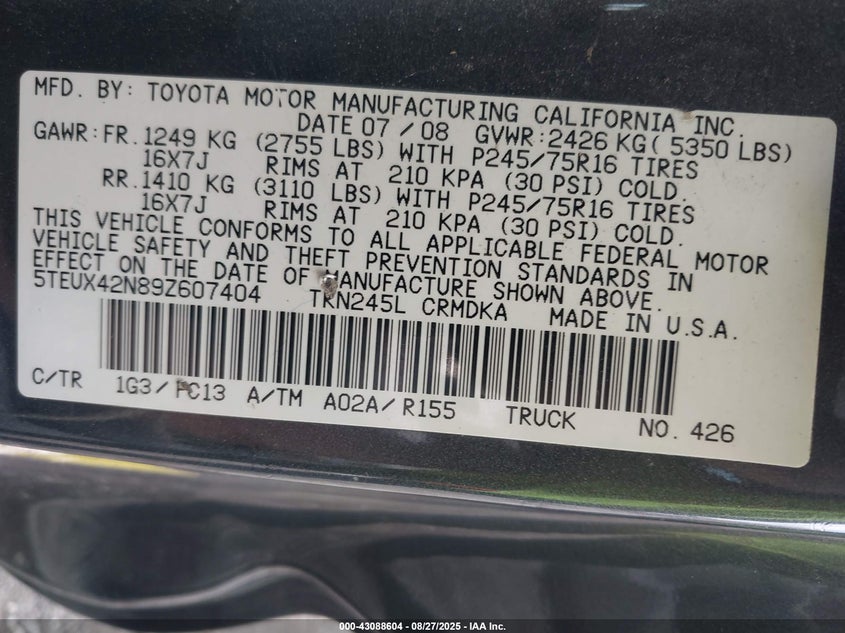 MFD. BY: TOYOTA MOTOR MANUFACTURING CALIFORNIA INC.
DATE 07/08 GVWR:2426 KG( 5350 LBS)
GAWR:FR.1249 KG (2755 LBS) WITH P245/75R16 TIRES
16X7J RIMS AT 210 KPA (30 PSI) COLD.
RR.1410 KG (3110 LBS) WITH P245/75R16 TIRES
16X7J RIMS AT 210 KPA (30 PSI) COLD.
THIS VEHICLE CONFORMS TO ALL APPLICABLE FEDERAL MOTOR
VEHICLE SAFETY AND THEFT PREVENTION STANDARDS IN
EFFECT ON THE DATE OF MANUFACTURE SHOWN ABOVE.
5TEUX42N89Z607404 TRN245L CRMDKA MADE IN U.S.A.
C/TR 1G3/FC13 A/TM A02A/R155 TRUCK NO. 426
000-43088604 - 08/27/2025 - IAA Inc.